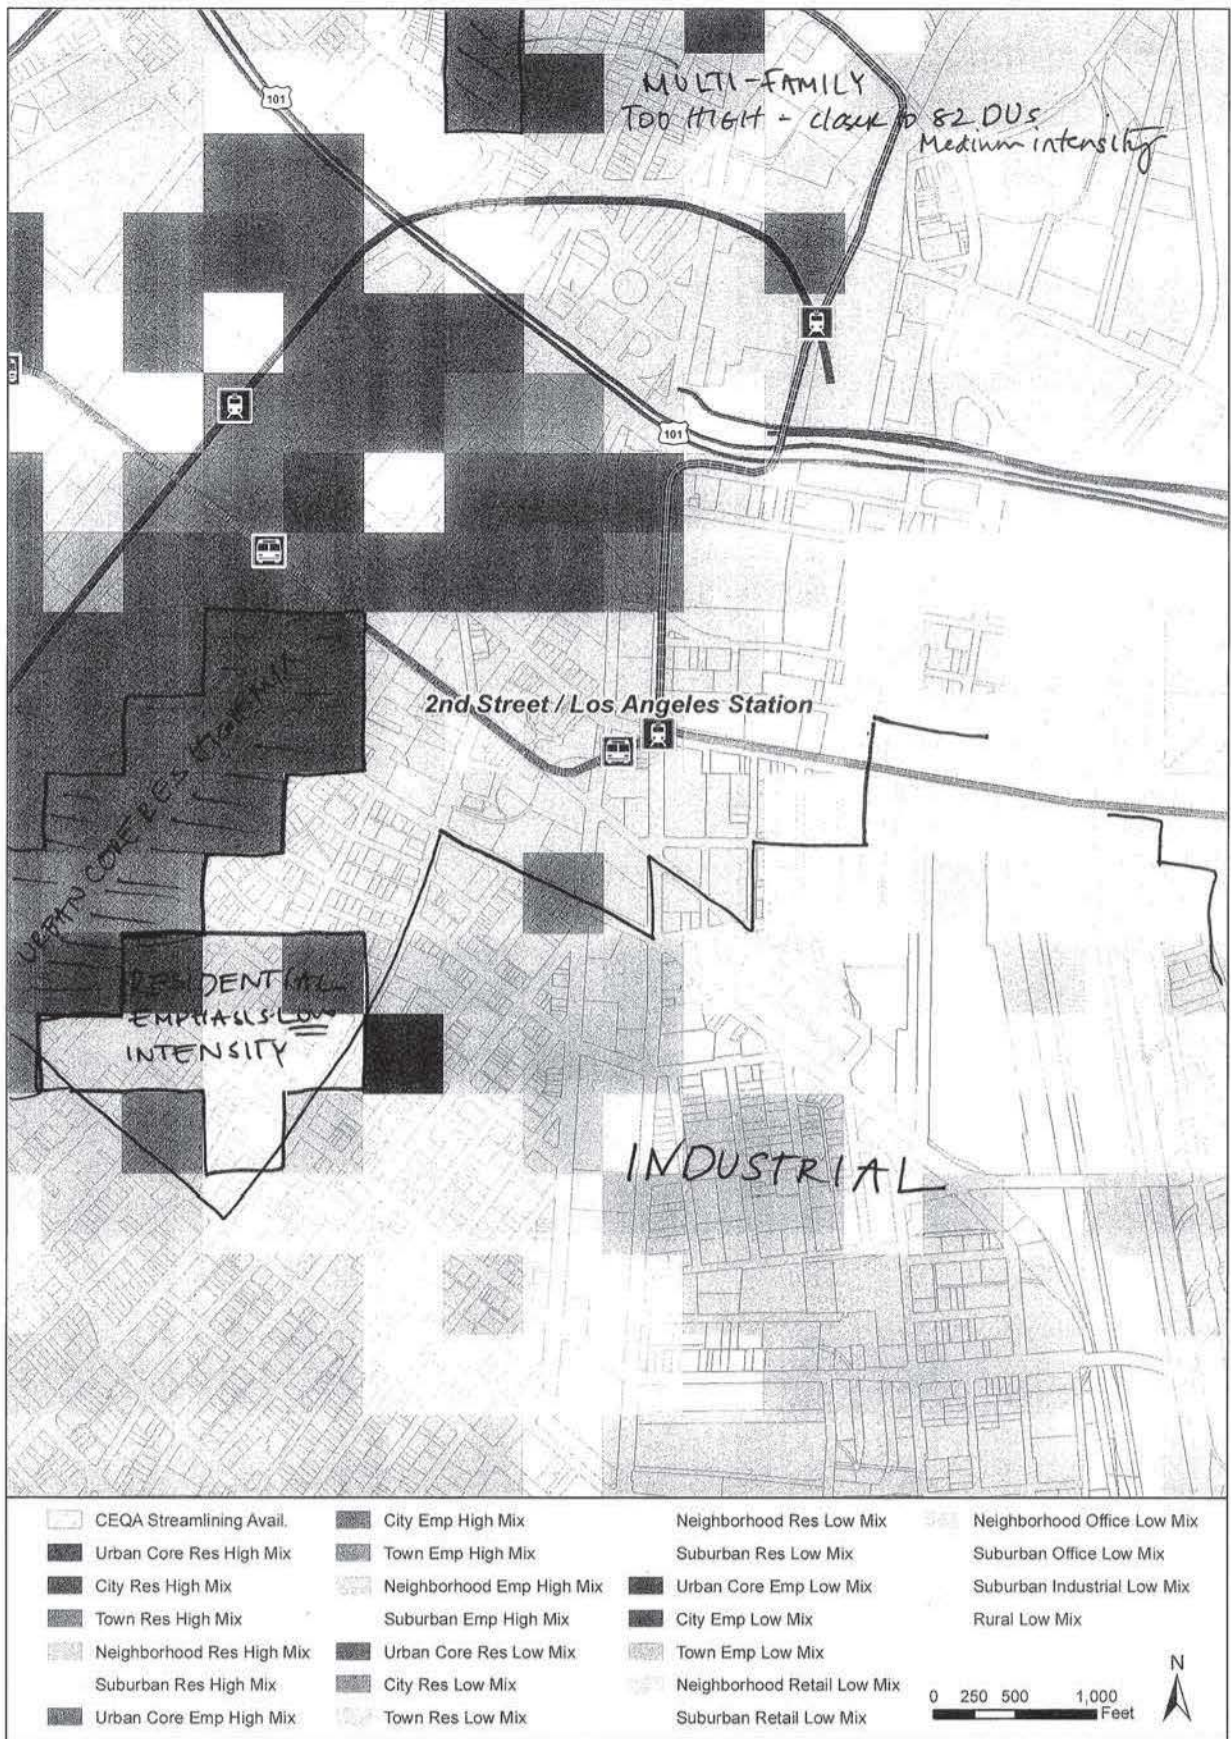 101
MULTI-FAMILY
TOO HIGH - closer to 82 DUs
Medium intensity
101
2nd Street / Los Angeles Station
URBAN CORE RES HIGH MIX
RESIDENTIAL
EMPHASIS-LOW
INTENSITY
INDUSTRIAL
CEQA Streamlining Avail.
Urban Core Res High Mix
City Res High Mix
Town Res High Mix
Neighborhood Res High Mix
Suburban Res High Mix
Urban Core Emp High Mix
City Emp High Mix
Town Emp High Mix
Neighborhood Emp High Mix
Suburban Emp High Mix
Urban Core Res Low Mix
City Res Low Mix
Town Res Low Mix
Neighborhood Res Low Mix
Suburban Res Low Mix
Urban Core Emp Low Mix
City Emp Low Mix
Town Emp Low Mix
Neighborhood Retail Low Mix
Suburban Retail Low Mix
Neighborhood Office Low Mix
Suburban Office Low Mix
Suburban Industrial Low Mix
Rural Low Mix
0 250 500 1,000
Feet
N